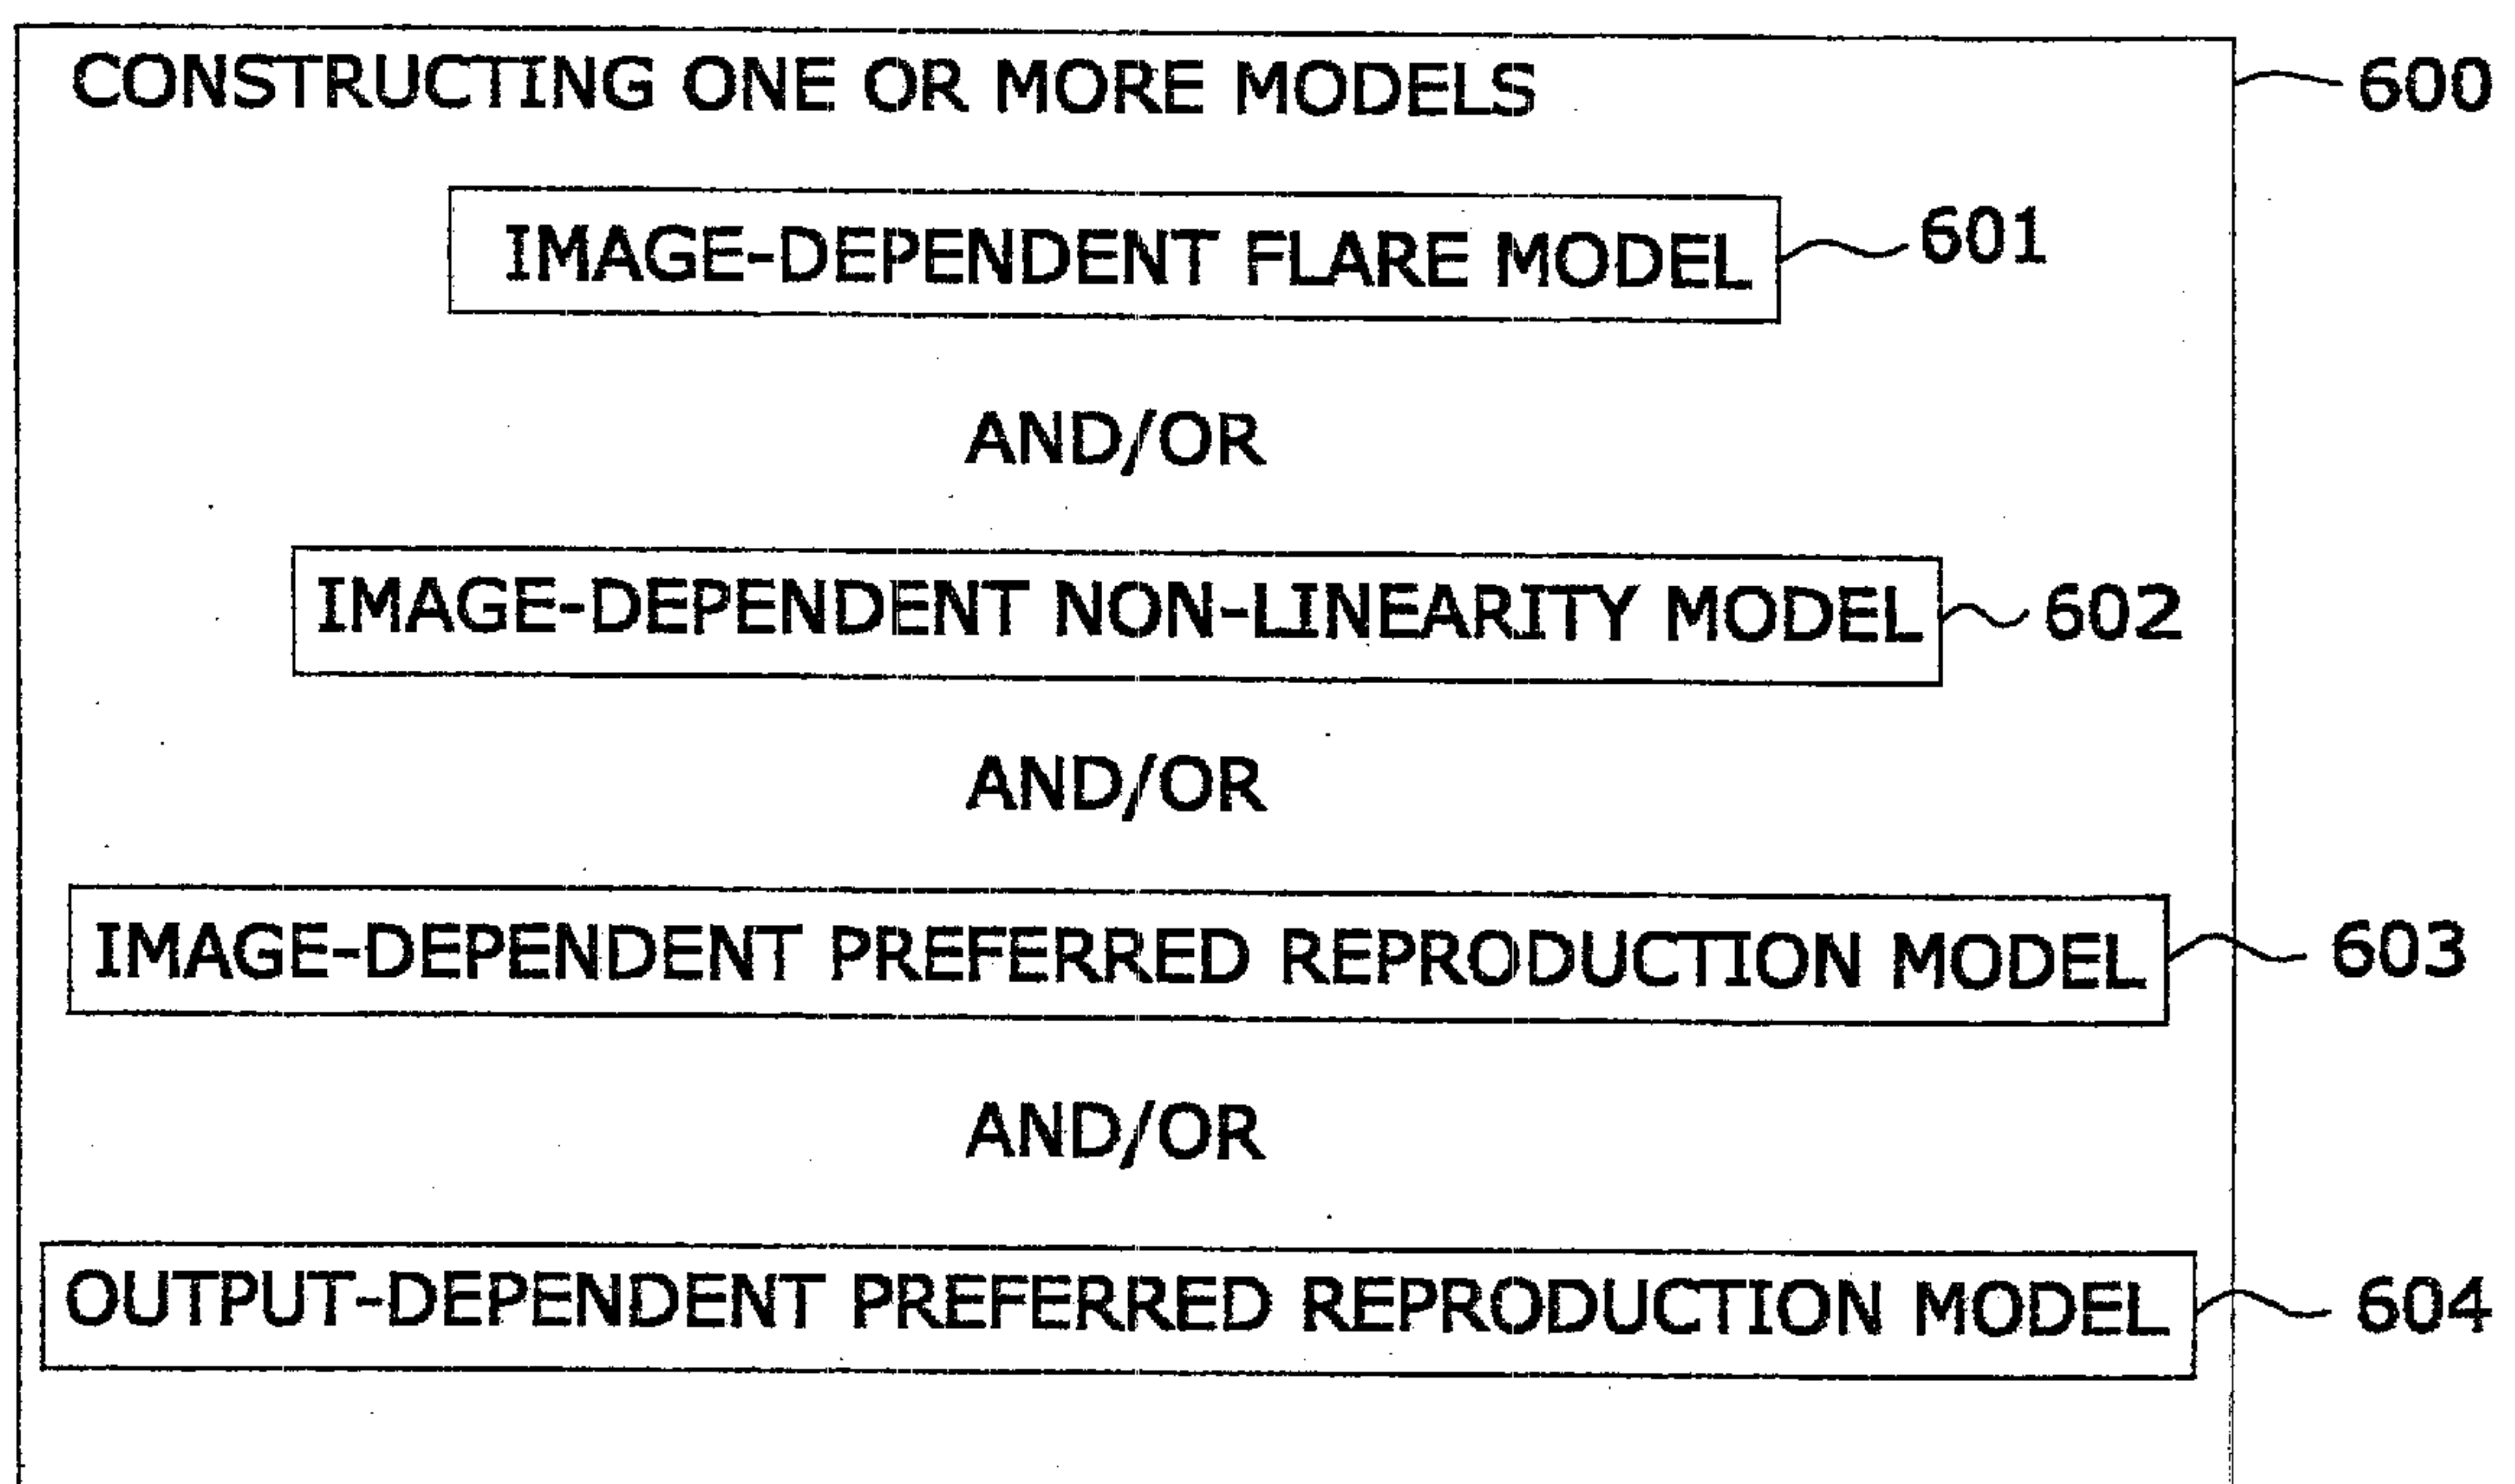 CONSTRUCTING ONE OR MORE MODELS 600
IMAGE-DEPENDENT FLARE MODEL 601
AND/OR
IMAGE-DEPENDENT NON-LINEARITY MODEL 602
AND/OR
IMAGE-DEPENDENT PREFERRED REPRODUCTION MODEL 603
AND/OR
OUTPUT-DEPENDENT PREFERRED REPRODUCTION MODEL 604